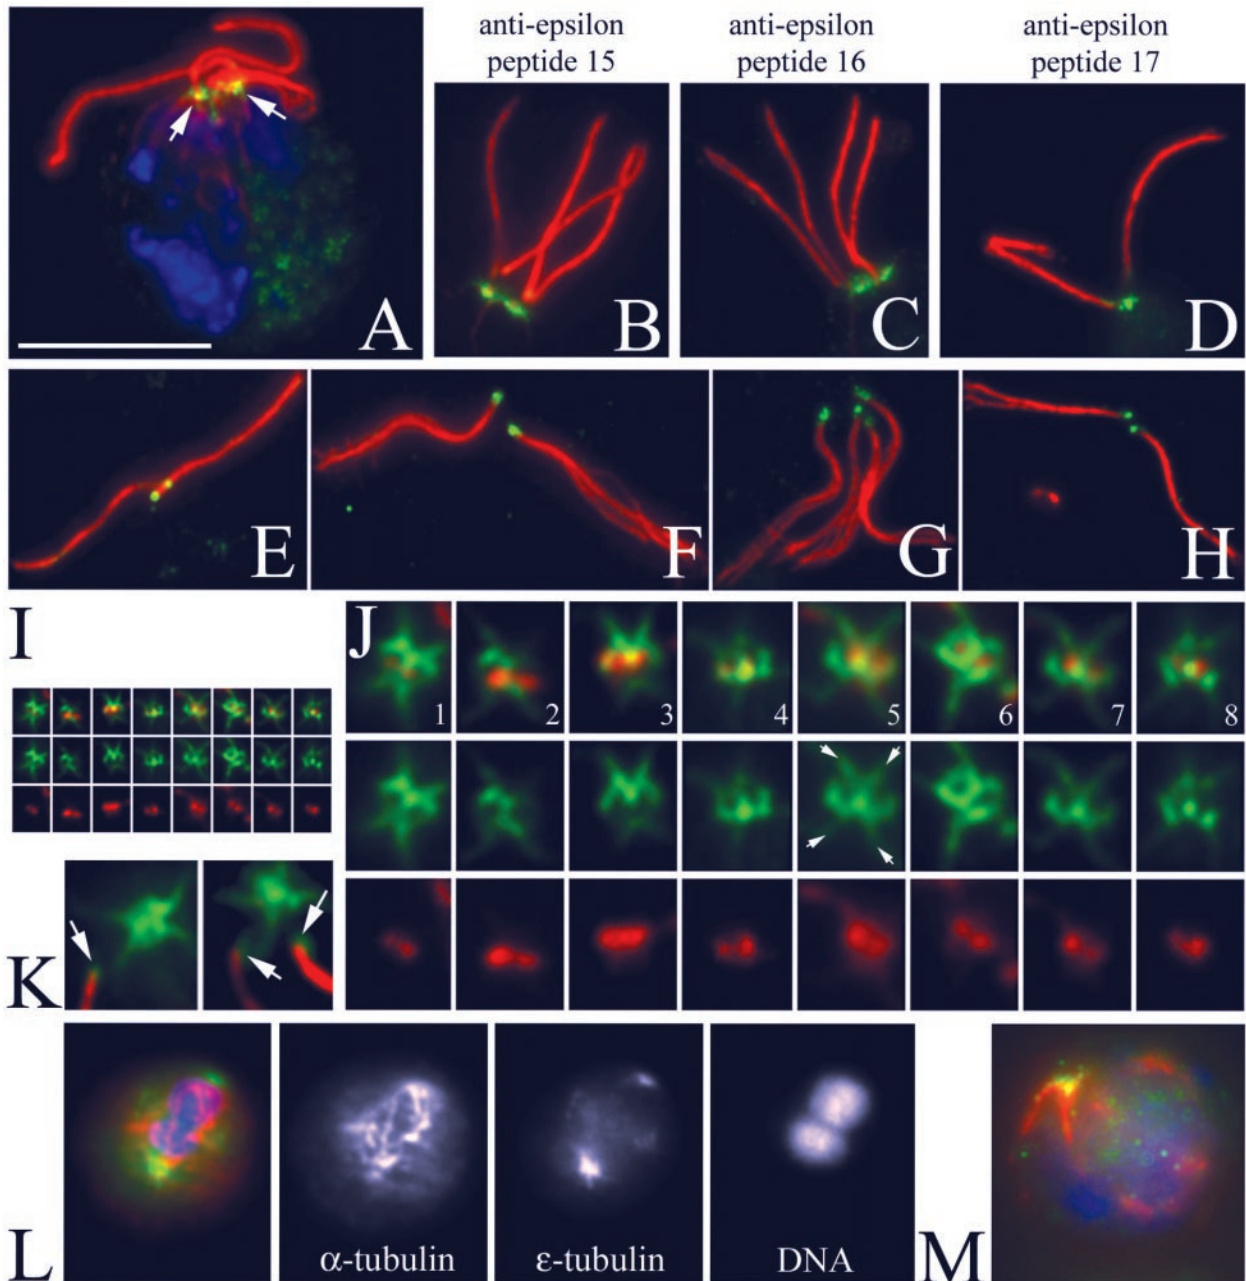 anti-epsilon
peptide 15
anti-epsilon
peptide 16
anti-epsilon
peptide 17
A
B
C
D
E
F
G
H
I
J
1
2
3
4
5
6
7
8
K
L
α-tubulin
ε-tubulin
DNA
M